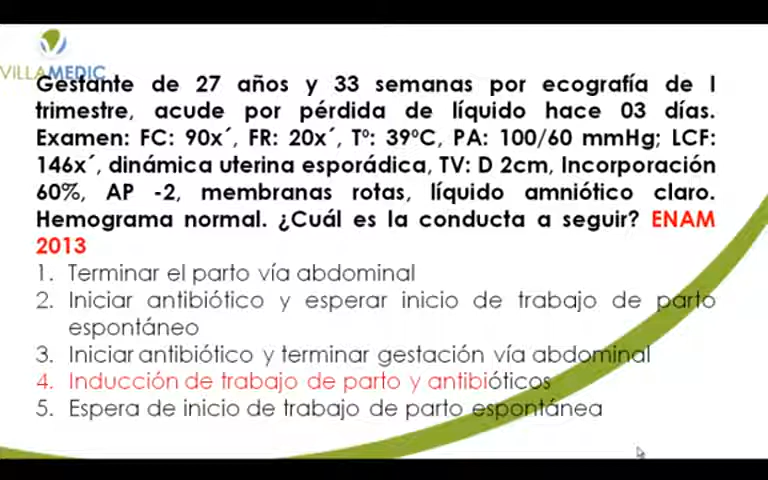 VILLAMEDIC
Gestante de 27 años y 33 semanas por ecografía de I
trimestre, acude por pérdida de líquido hace 03 días.
Examen: FC: 90x´, FR: 20x´, Tº: 39ºC, PA: 100/60 mmHg; LCF:
146x´, dinámica uterina esporádica, TV: D 2cm, Incorporación
60%, AP -2, membranas rotas, líquido amniótico claro.
Hemograma normal. ¿Cuál es la conducta a seguir? ENAM
2013
1. Terminar el parto vía abdominal
2. Iniciar antibiótico y esperar inicio de trabajo de parto
espontáneo
3. Iniciar antibiótico y terminar gestación vía abdominal
4. Inducción de trabajo de parto y antibióticos
5. Espera de inicio de trabajo de parto espontánea